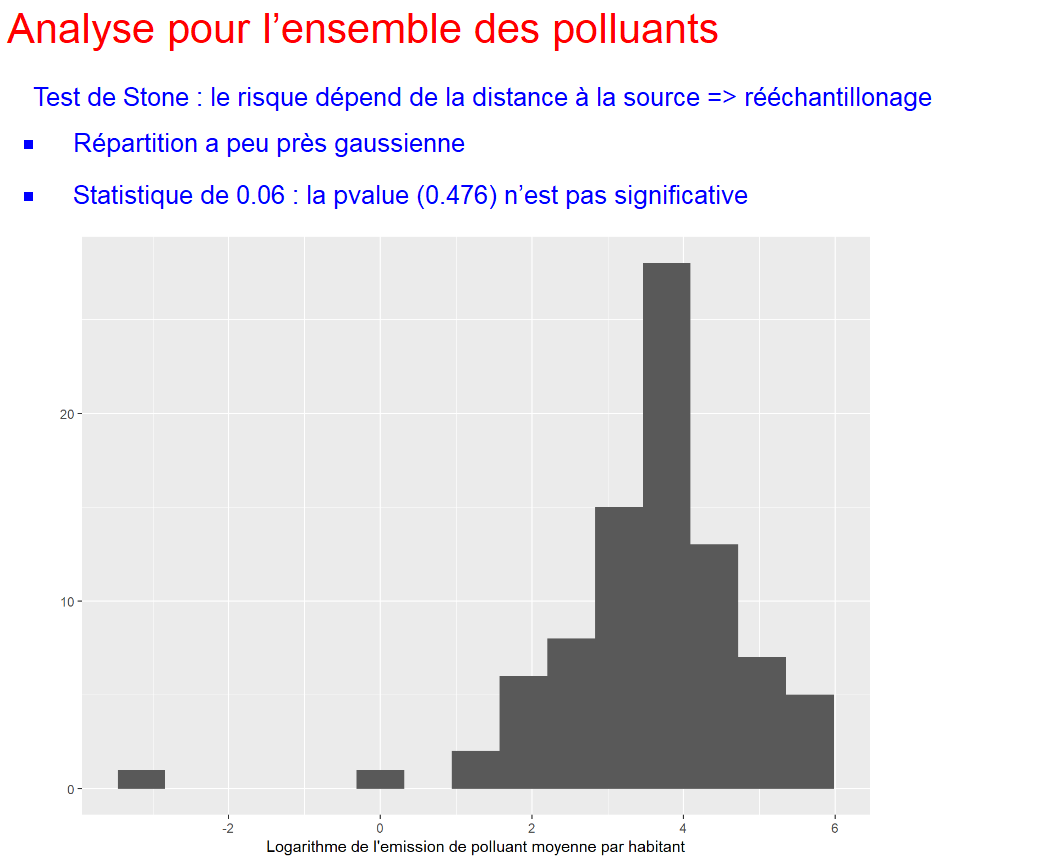 Analyse pour l’ensemble des polluants
Test de Stone : le risque dépend de la distance à la source => rééchantillonage
Répartition a peu près gaussienne
Statistique de 0.06 : la pvalue (0.476) n’est pas significative
20
10
0
-2 0 2 4 6
Logarithme de l'emission de polluant moyenne par habitant